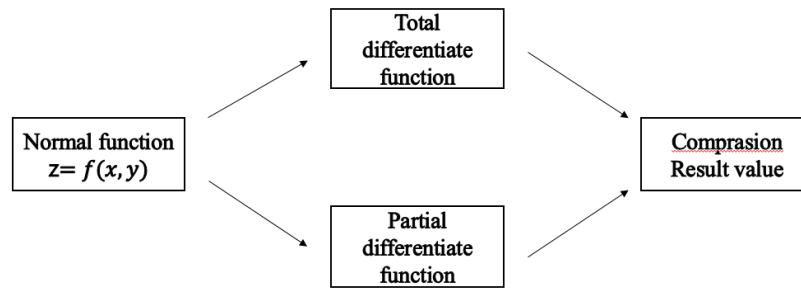 Total
differentiate
function
Normal function
z= f(x, y)
Comprasion
Result value
Partial
differentiate
function